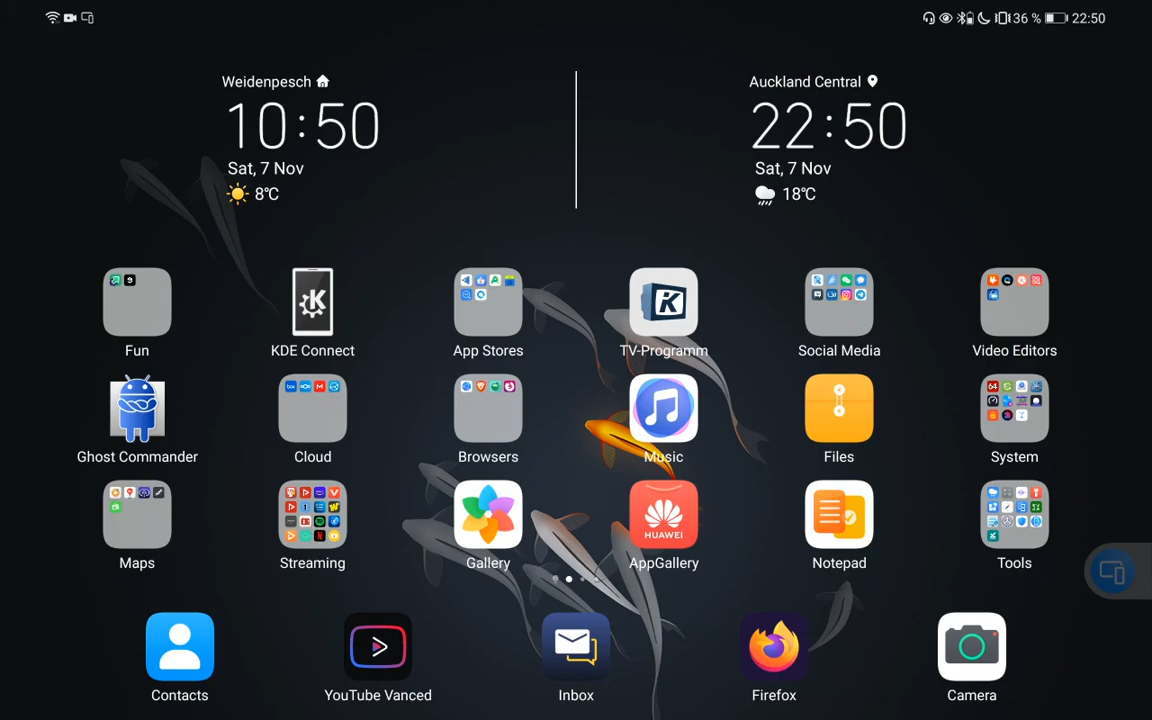 36 % 22:50
Weidenpesch
10:50
Sat, 7 Nov
8°C
Auckland Central
22:50
Sat, 7 Nov
18°C
Fun
KDE Connect
App Stores
TV-Programm
Social Media
Video Editors
Ghost Commander
Cloud
Browsers
Music
Files
System
HUAWEI
Maps
Streaming
Gallery
AppGallery
Notepad
Tools
Contacts
YouTube Vanced
Inbox
Firefox
Camera